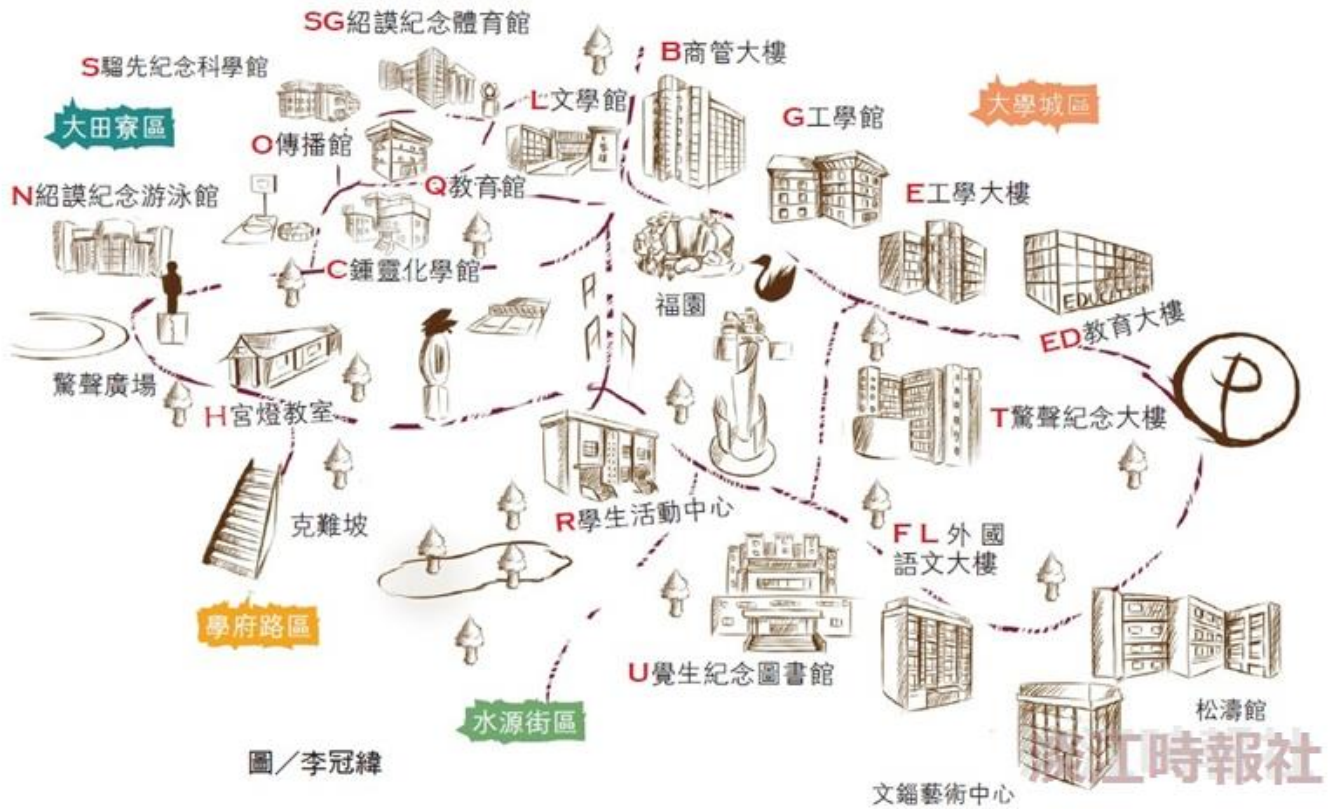 SG紹謨紀念體育館
B商管大樓
S騮先紀念科學館
L文學館
大學城區
G工學館
大田寮區
O傳播館
Q教育館
N紹謨紀念游泳館
E工學大樓
C鍾靈化學館
EDUCATION
福園
ED教育大樓
驚聲廣場
H宮燈教室
T驚聲紀念大樓
克難坡
R學生活動中心
FL外國
語文大樓
學府路區
U覺生紀念圖書館
水源街區
松濤館
圖／李冠緯
淡江時報社
文錙藝術中心